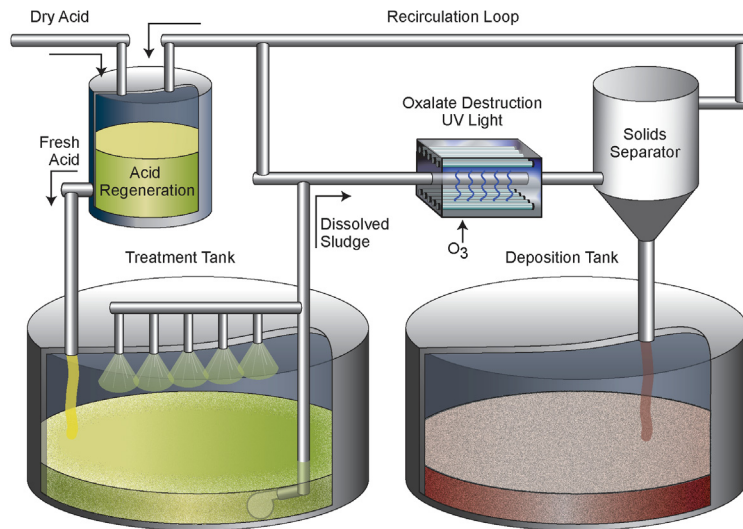 Dry Acid
Recirculation Loop
Oxalate Destruction
UV Light
Solids
Separator
Fresh
Acid
Acid
Regeneration
Dissolved
Sludge
O3
Treatment Tank
Deposition Tank